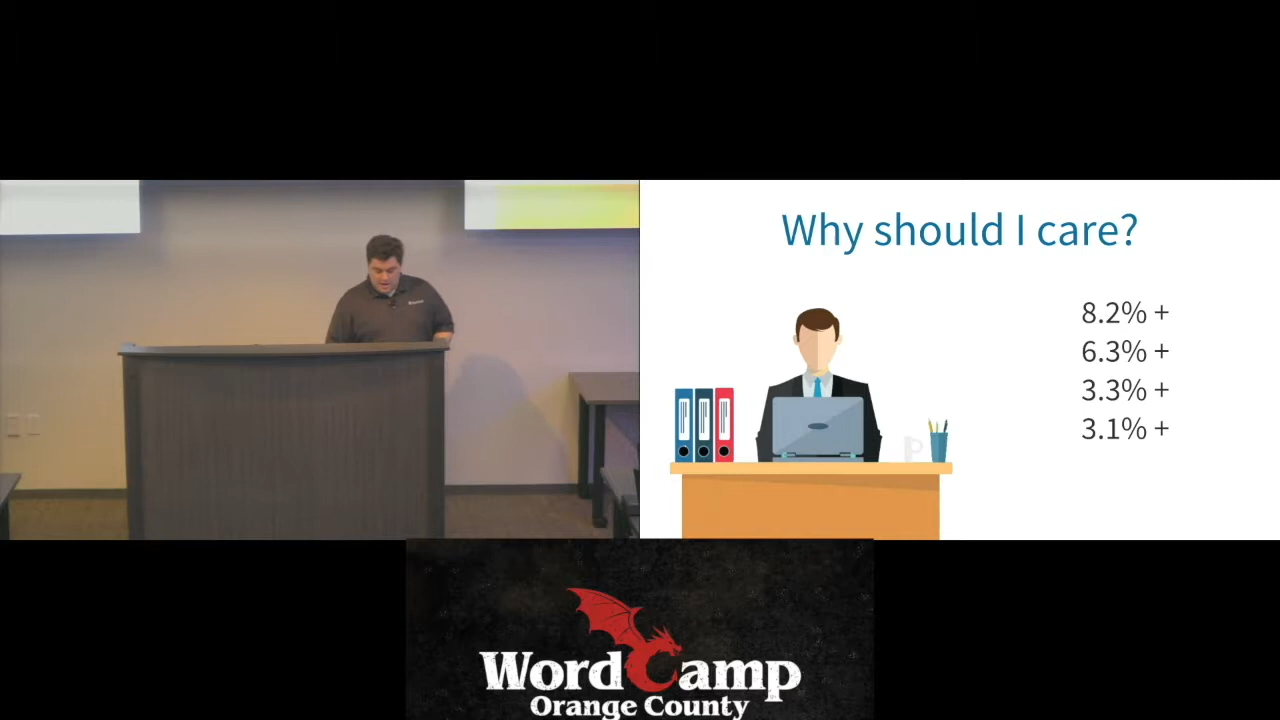 Why should I care?
8.2% +
6.3% +
3.3% +
3.1% +
WordCamp
Orange County